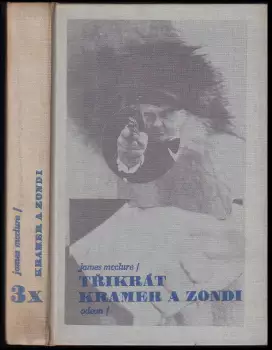 james mcclure /
3x
KRAMER A ZONDI
james mcclure /
TŘIKRÁT
KRAMER A ZONDI
odeon /